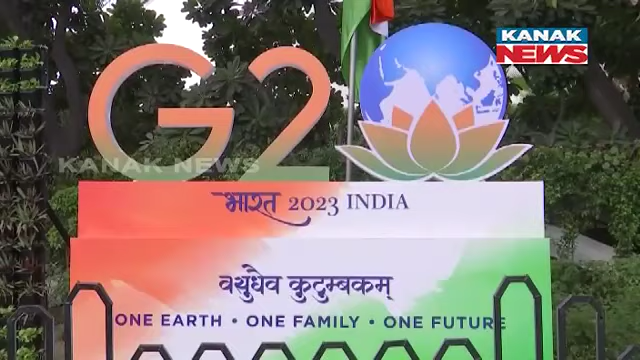 KANAK
NEWS
G20
KANAK NEWS
भारत 2023 INDIA
वसुधैव कुटुम्बकम्
ONE EARTH • ONE FAMILY • ONE FUTURE